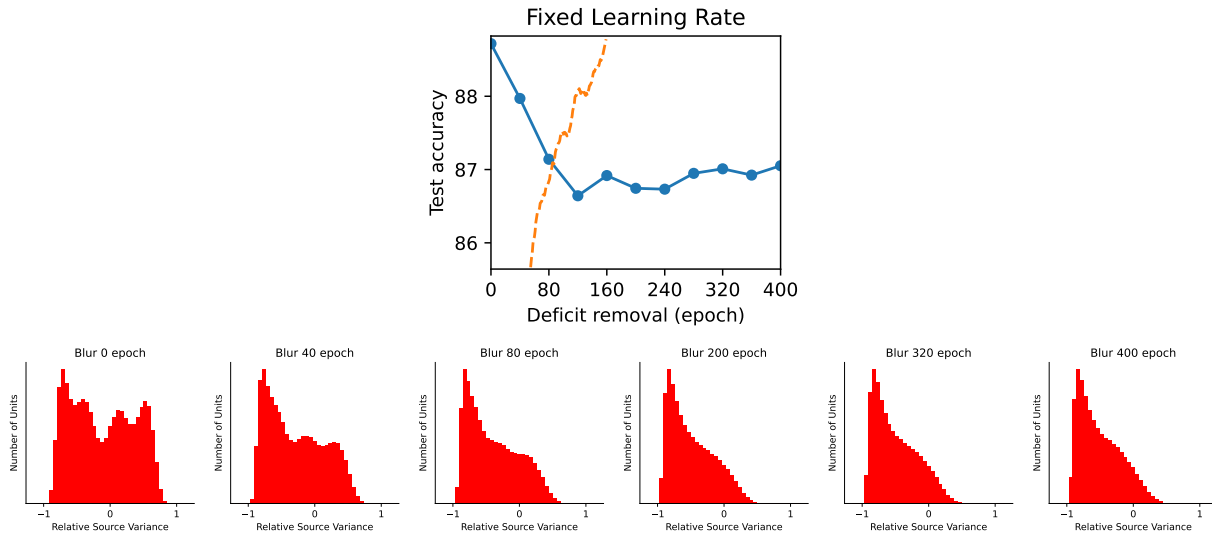 Fixed Learning Rate
Test accuracy
88
87
86
0 80 160 240 320 400
Deficit removal (epoch)
Blur 0 epoch
Number of Units
−1 0 1
Relative Source Variance
Blur 40 epoch
Number of Units
−1 0 1
Relative Source Variance
Blur 80 epoch
Number of Units
−1 0 1
Relative Source Variance
Blur 200 epoch
Number of Units
−1 0 1
Relative Source Variance
Blur 320 epoch
Number of Units
−1 0 1
Relative Source Variance
Blur 400 epoch
Number of Units
−1 0 1
Relative Source Variance